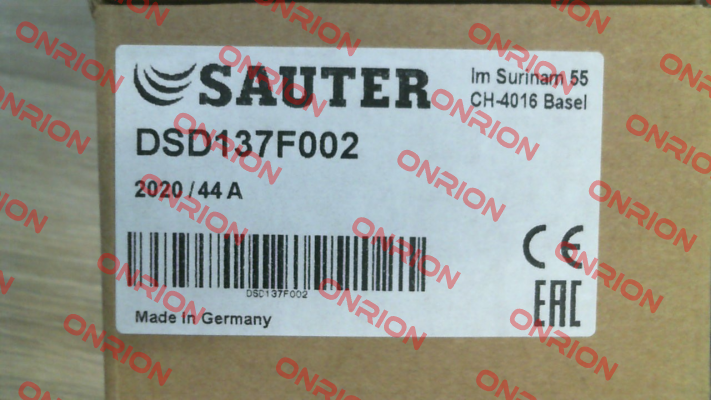 SAUTER
Im Surinam 55
CH-4016 Basel
DSD137F002
2020 / 44 A
DSD137F002
CE
EAC
Made In Germany
ONRION